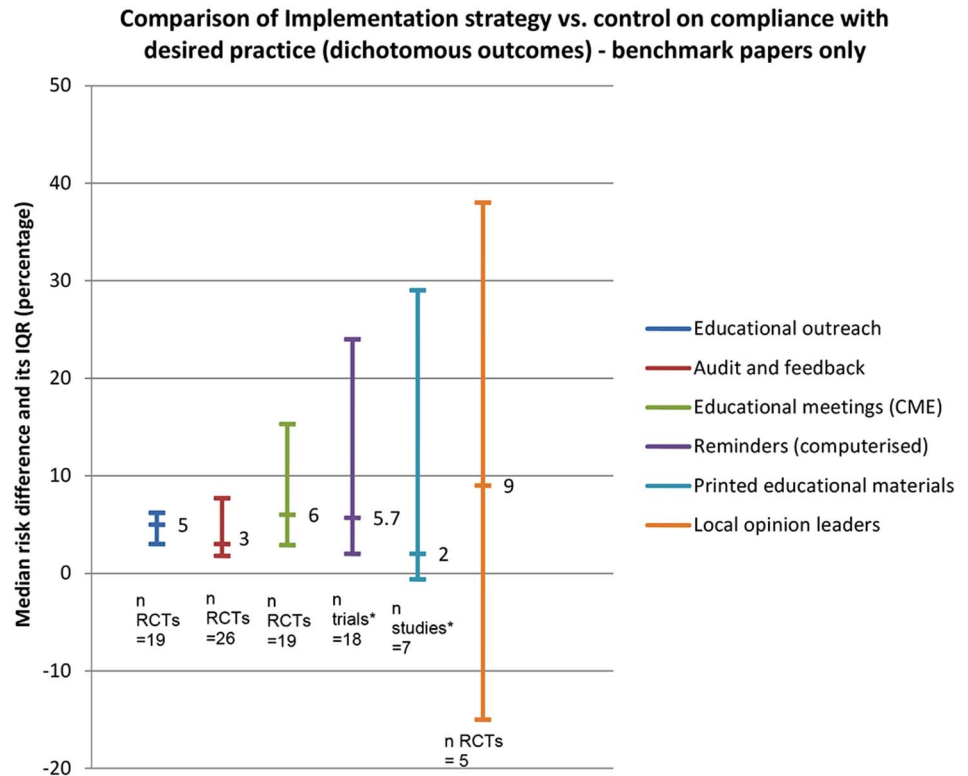 Comparison of Implementation strategy vs. control on compliance with
desired practice (dichotomous outcomes) - benchmark papers only
Median risk difference and its IQR (percentage)
50
40
30
20
10
0
-10
-20
5
3
6
5.7
2
9
n
RCTs
=19
n
RCTs
=26
n
RCTs
=19
n
trials*
=18
n
studies*
=7
n RCTs
= 5
Educational outreach
Audit and feedback
Educational meetings (CME)
Reminders (computerised)
Printed educational materials
Local opinion leaders